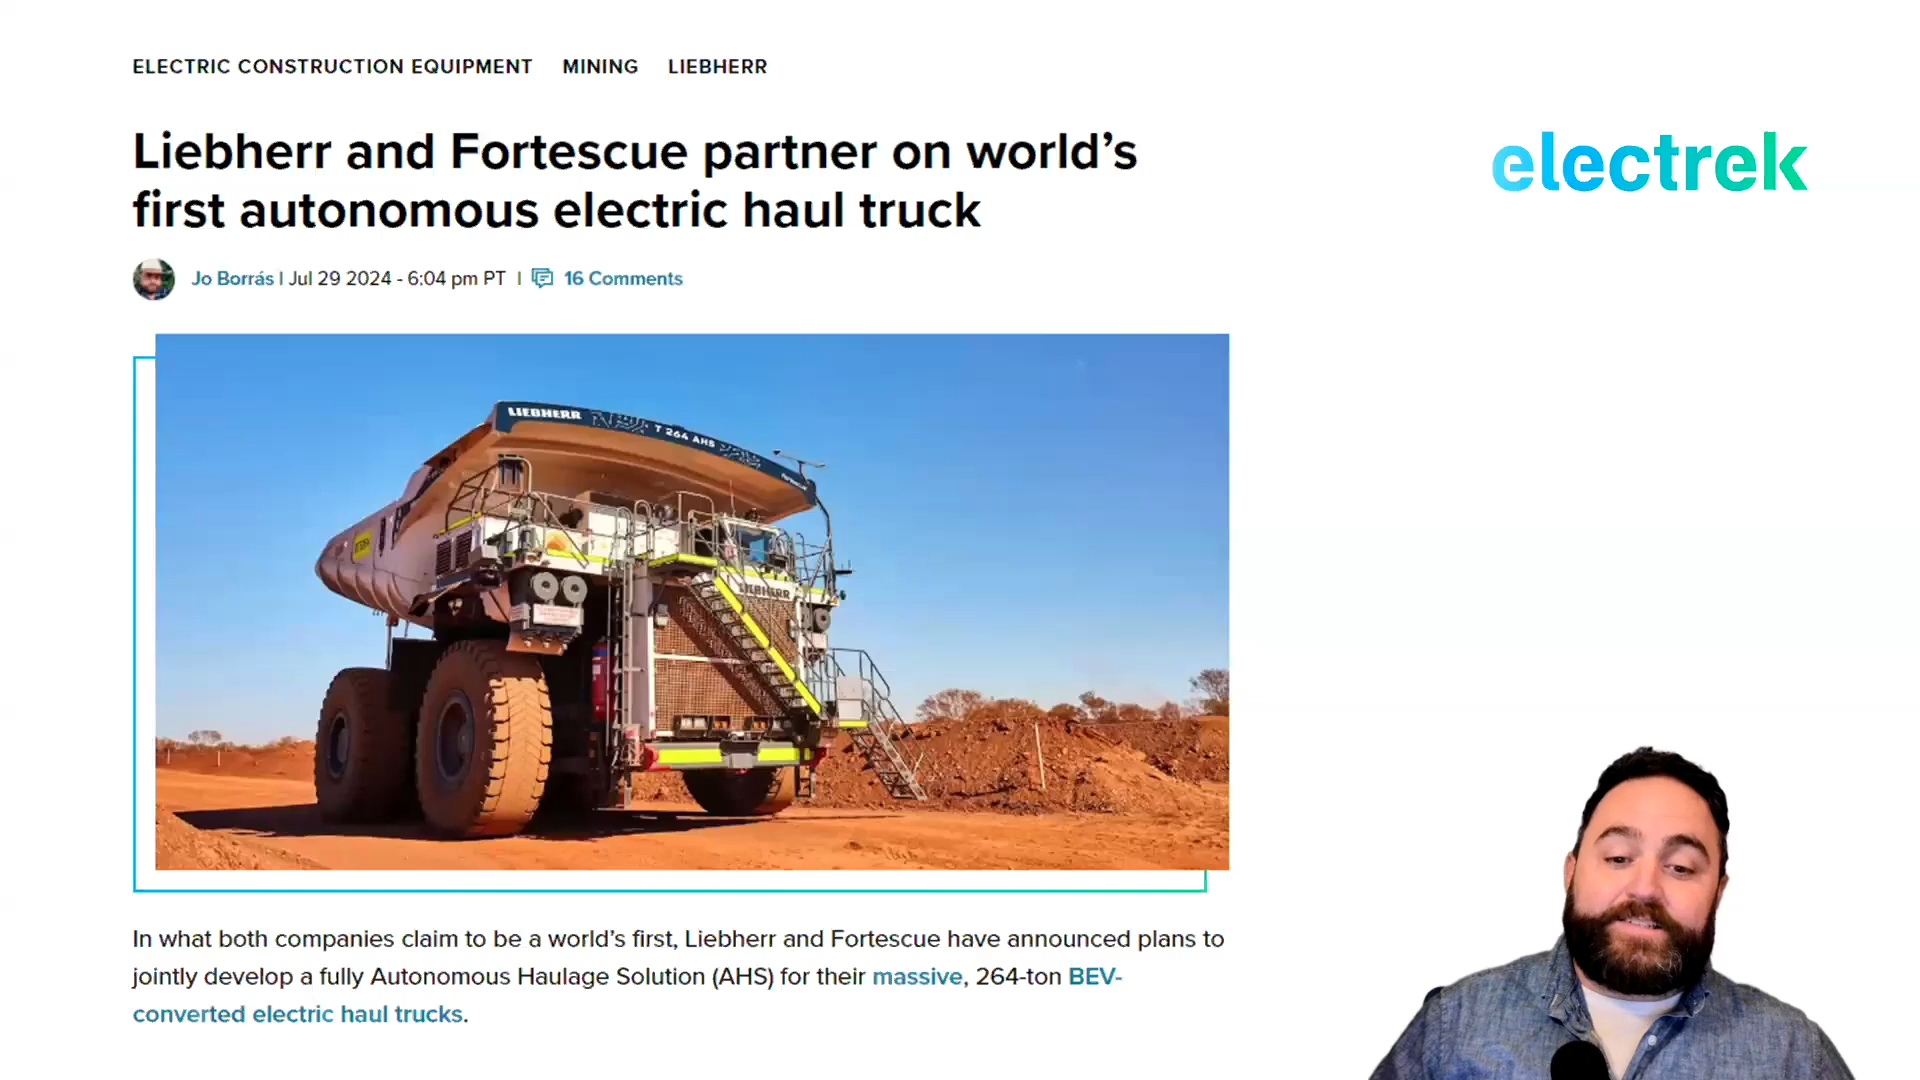 ELECTRIC CONSTRUCTION EQUIPMENT MINING LIEBHERR
electrek
Liebherr and Fortescue partner on world's
first autonomous electric haul truck
Jo Borrás | Jul 29 2024 - 6:04 pm PT | 16 Comments
LIEBHERR T 264 AHS
LIEBHERR
In what both companies claim to be a world's first, Liebherr and Fortescue have announced plans to
jointly develop a fully Autonomous Haulage Solution (AHS) for their massive, 264-ton BEV-
converted electric haul trucks.